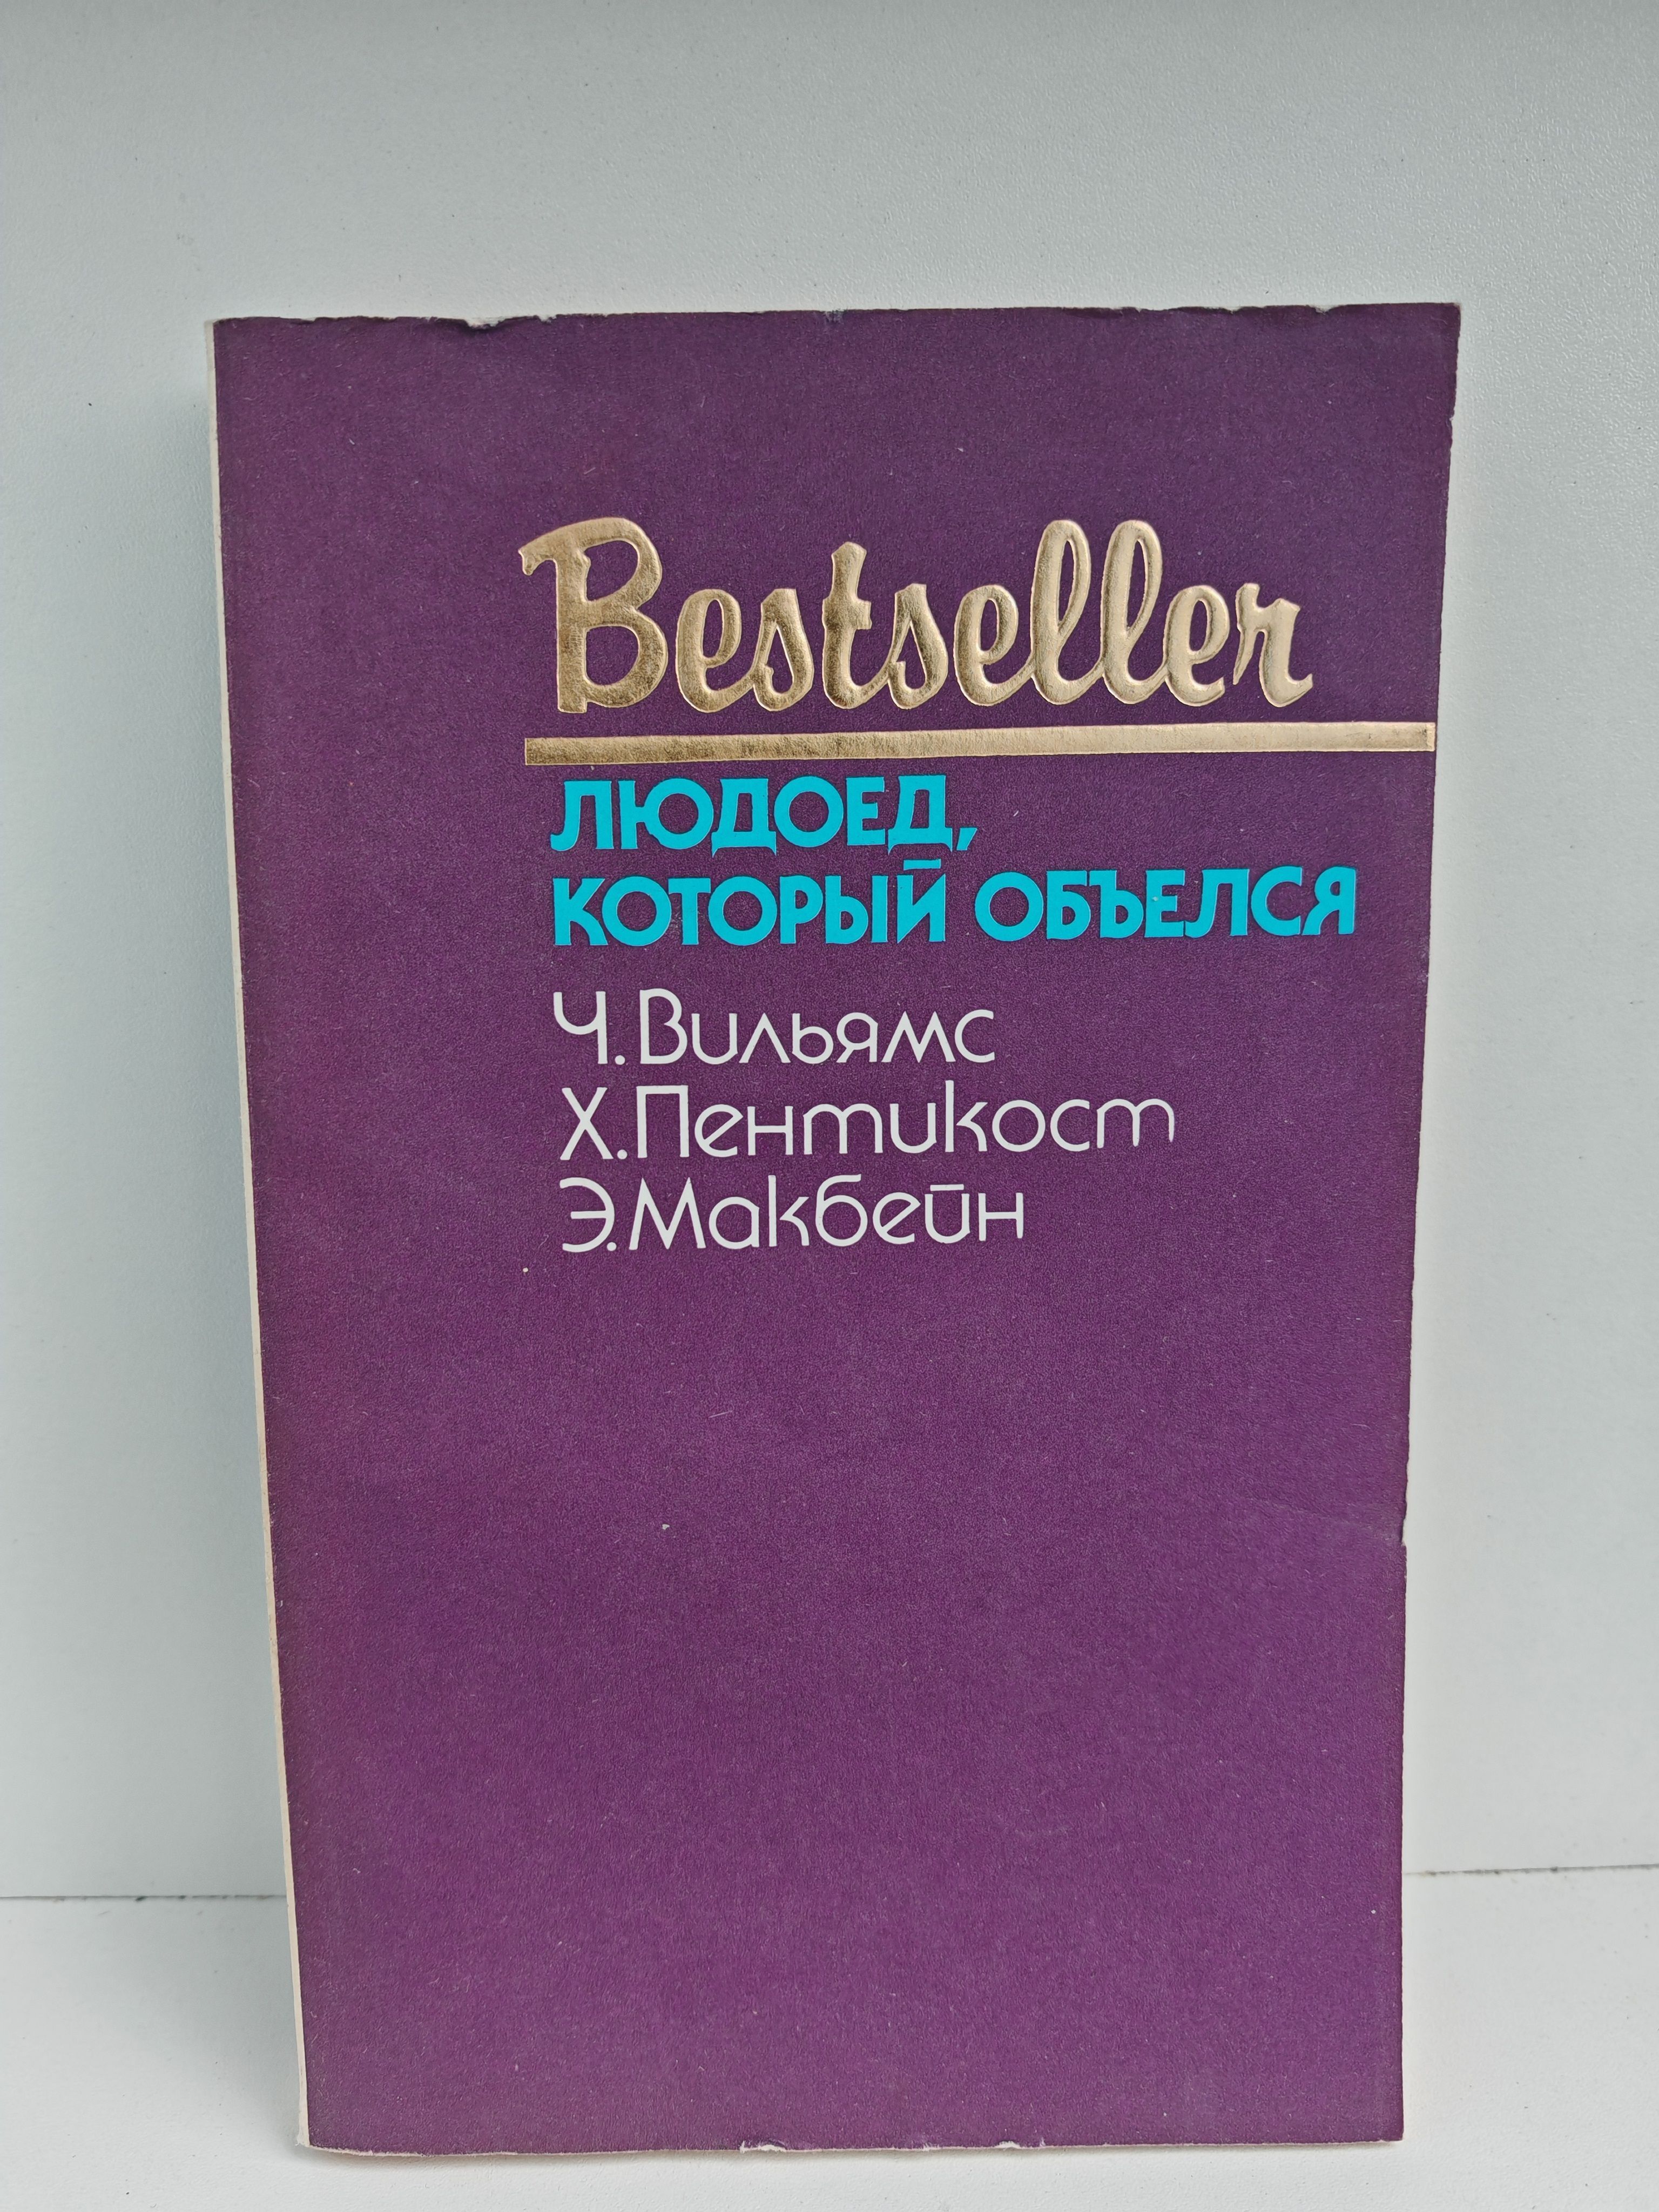 Bestseller
ЛЮДОЕД,
КОТОРЫЙ ОБЪЕЛСЯ
Ч. Вильямс
Х. Пентикост
Э. Макбейн